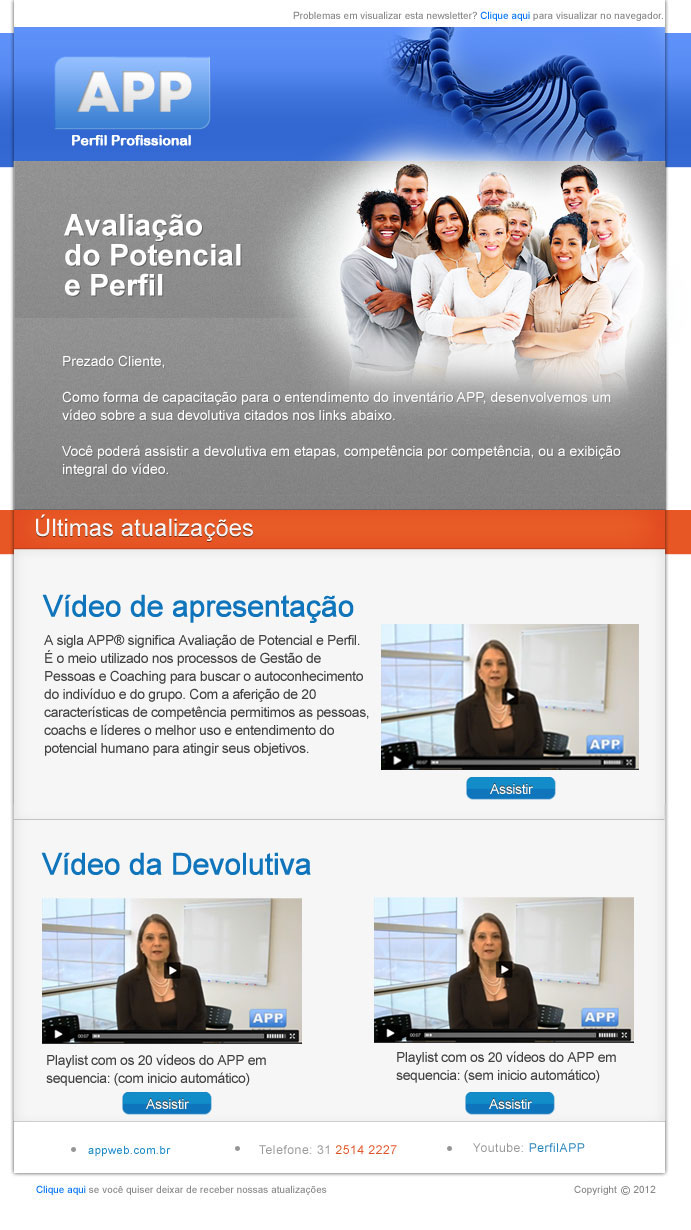 Problemas em visualizar esta newsletter? Clique aqui para visualizar no navegador.
APP
Perfil Profissional
Avaliação
do Potencial
e Perfil
Prezado Cliente,
Como forma de capacitação para o entendimento do inventário APP, desenvolvemos um
vídeo sobre a sua devolutiva citados nos links abaixo.
Você poderá assistir a devolutiva em etapas, competência por competência, ou a exibição
integral do vídeo.
Últimas atualizações
Vídeo de apresentação
A sigla APP® significa Avaliação de Potencial e Perfil.
É o meio utilizado nos processos de Gestão de
Pessoas e Coaching para buscar o autoconhecimento
do indivíduo e do grupo. Com a aferição de 20
características de competência permitimos as pessoas,
coachs e líderes o melhor uso e entendimento do
potencial humano para atingir seus objetivos.
APP
00:07
Assistir
Vídeo da Devolutiva
APP
00:07
Playlist com os 20 videos do APP em
sequencia: (com inicio automático)
Assistir
APP
00:07
Playlist com os 20 videos do APP em
sequencia: (sem inicio automático)
Assistir
appweb.com.br
Telefone: 31 2514 2227
Youtube: PerfilAPP
Clique aqui se você quiser deixar de receber nossas atualizações
Copyright © 2012